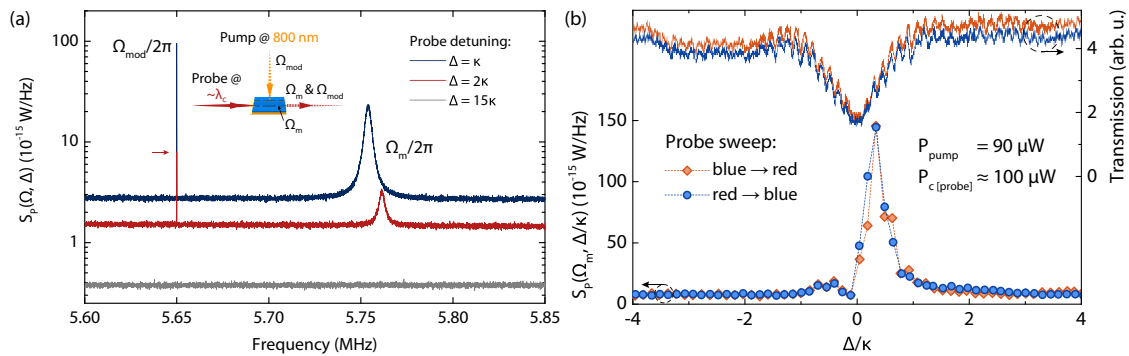 (a)
100
10
1
S_P(Ω, Δ) (10⁻¹⁵ W/Hz)
5.60
5.65
5.70
5.75
5.80
5.85
Frequency (MHz)
Ω_mod/2π
Pump @ 800 nm
Ω_mod
Probe @
~λ_c
Ω_m & Ω_mod
Ω_m
Probe detuning:
Δ = κ
Δ = 2κ
Δ = 15κ
Ω_m/2π
(b)
150
100
50
0
S_P(Ω_m, Δ/κ) (10⁻¹⁵ W/Hz)
-4
-2
0
2
4
Δ/κ
Probe sweep:
blue → red
red → blue
P_pump = 90 μW
P_c [probe] ≈ 100 μW
4
2
0
Transmission (arb. u.)